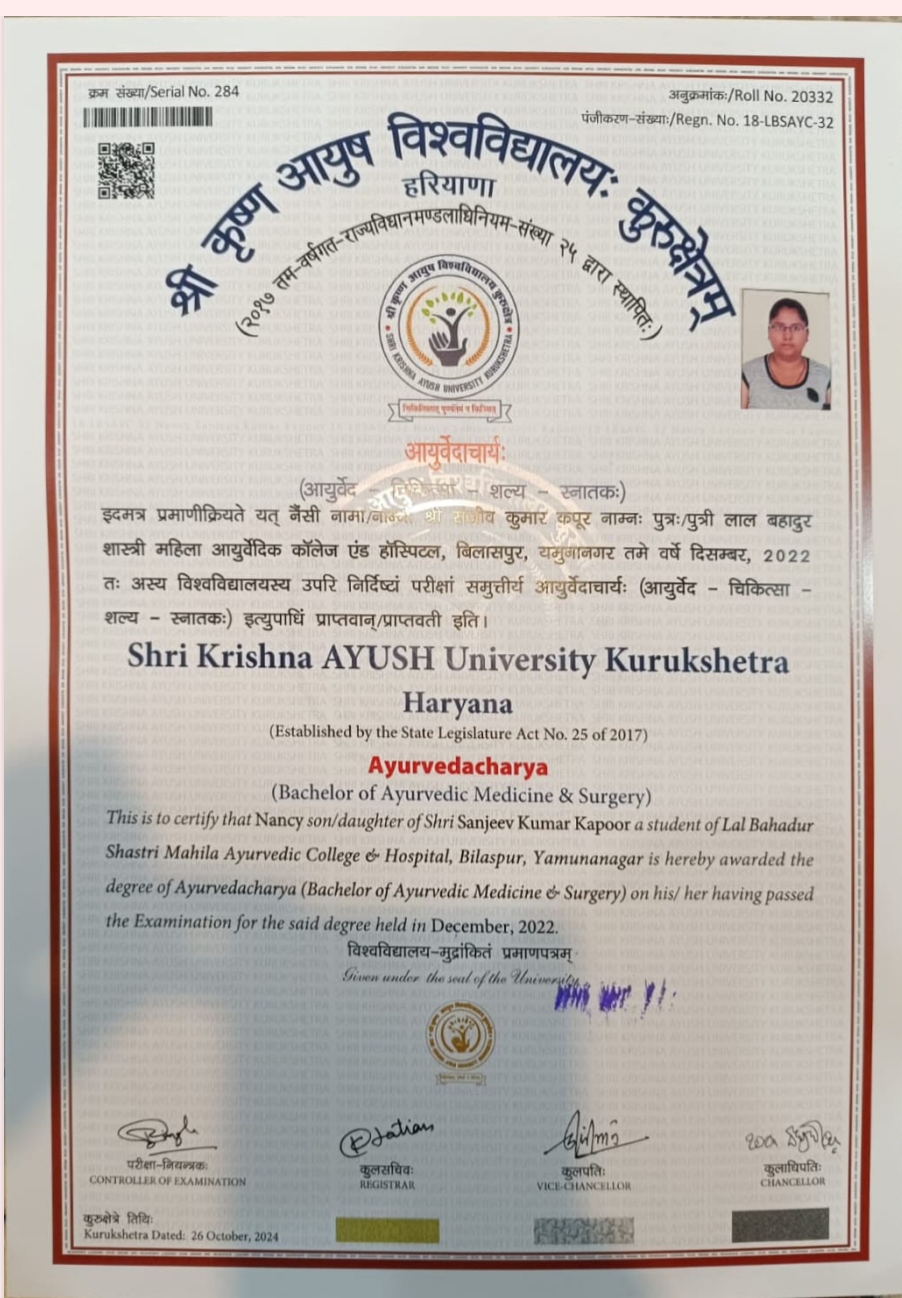 क्रम संख्या/Serial No. 284
अनुक्रमांकः/Roll No. 20332
पंजीकरण-संख्याः/Regn. No. 18-LBSAYC-32
श्री कृष्ण आयुष विश्वविद्यालयः कुरुक्षेत्रम्
हरियाणा
(२०१७ तम-वर्षगत-राज्यविधानमण्डलाधिनियम-संख्या २५ द्वारा स्थापितः)
श्री कृष्ण आयुष विश्वविद्यालय कुरुक्षेत्र
SHRI KRISHNA AYUSH UNIVERSITY KURUKSHETRA
आयुर्वेदाचार्यः
(आयुर्वेद - चिकित्सा - शल्य - स्नातकः)
इदमत्र प्रमाणीक्रियते यत् नैंसी नामा/नाम्नी श्री संजीव कुमार कपूर नाम्नः पुत्रः/पुत्री लाल बहादुर
शास्त्री महिला आयुर्वेदिक कॉलेज एंड हॉस्पिटल, बिलासपुर, यमुनानगर तमे वर्षे दिसम्बर, 2022
तः अस्य विश्वविद्यालयस्य उपरि निर्दिष्टां परीक्षां समुत्तीर्य आयुर्वेदाचार्यः (आयुर्वेद - चिकित्सा -
शल्य - स्नातकः) इत्युपाधिं प्राप्तवान्/प्राप्तवती इति।
Shri Krishna AYUSH University Kurukshetra
Haryana
(Established by the State Legislature Act No. 25 of 2017)
Ayurvedacharya
(Bachelor of Ayurvedic Medicine & Surgery)
This is to certify that Nancy son/daughter of Shri Sanjeev Kumar Kapoor a student of Lal Bahadur
Shastri Mahila Ayurvedic College & Hospital, Bilaspur, Yamunanagar is hereby awarded the
degree of Ayurvedacharya (Bachelor of Ayurvedic Medicine & Surgery) on his/ her having passed
the Examination for the said degree held in December, 2022.
विश्वविद्यालय-मुद्रांकितं प्रमाणपत्रम्
Given under the seal of the University
परीक्षा-नियन्त्रकः
CONTROLLER OF EXAMINATION
कुलसचिवः
REGISTRAR
कुलपतिः
VICE-CHANCELLOR
कुलाधिपतिः
CHANCELLOR
कुरुक्षेत्रे तिथिः
Kurukshetra Dated: 26 October, 2024